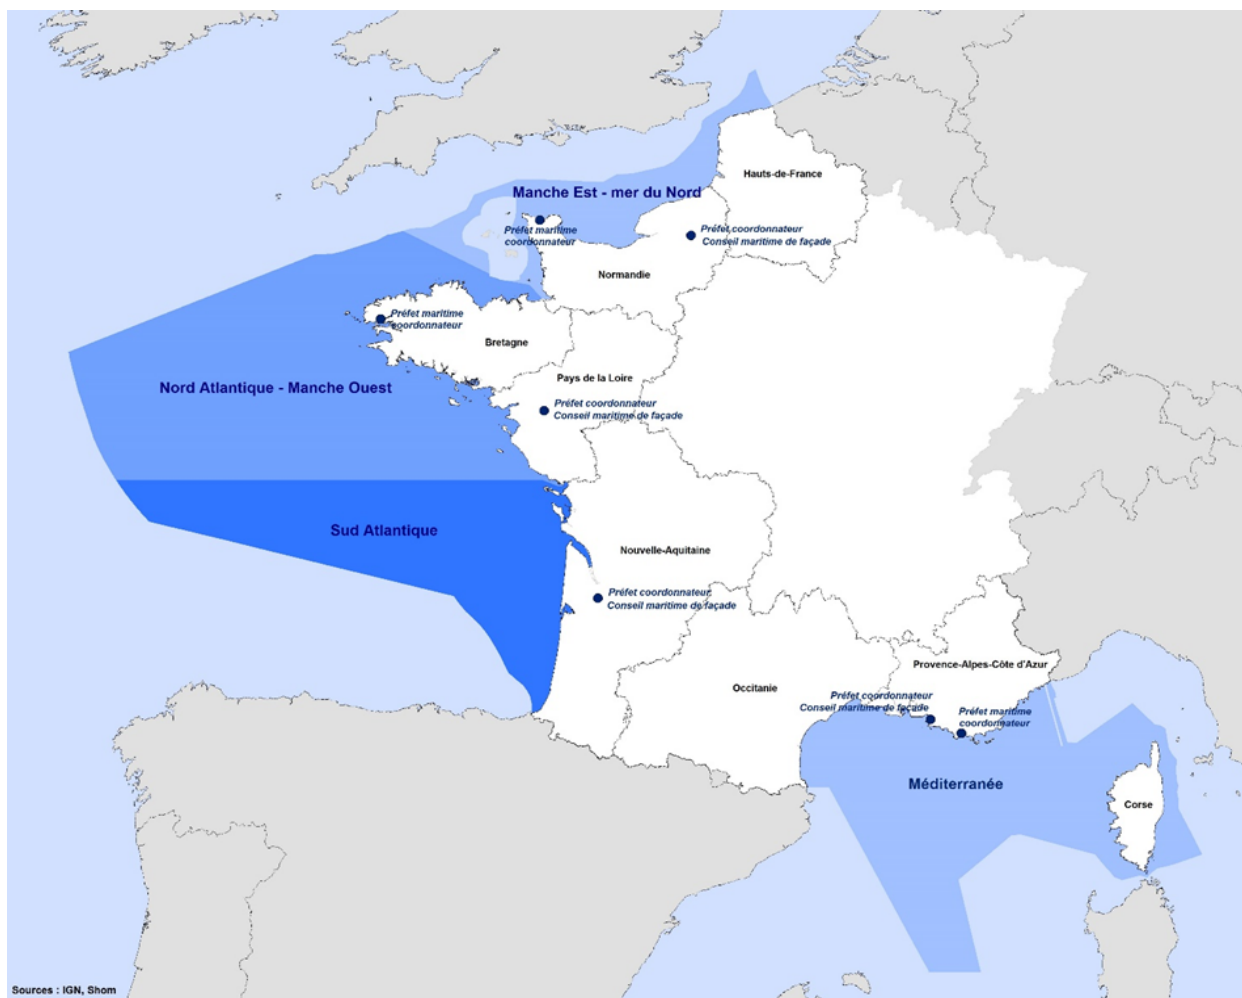 Hauts-de-France
Manche Est - mer du Nord
Préfet maritime
coordonnateur
Préfet coordonnateur
Conseil maritime de façade
Normandie
Préfet maritime
coordonnateur
Bretagne
Pays de la Loire
Nord Atlantique - Manche Ouest
Préfet coordonnateur
Conseil maritime de façade
Sud Atlantique
Nouvelle-Aquitaine
Préfet coordonnateur
Conseil maritime de façade
Provence-Alpes-Côte d'Azur
Occitanie
Préfet coordonnateur
Conseil maritime de façade
Préfet maritime
coordonnateur
Méditerranée
Corse
Sources : IGN, Shom